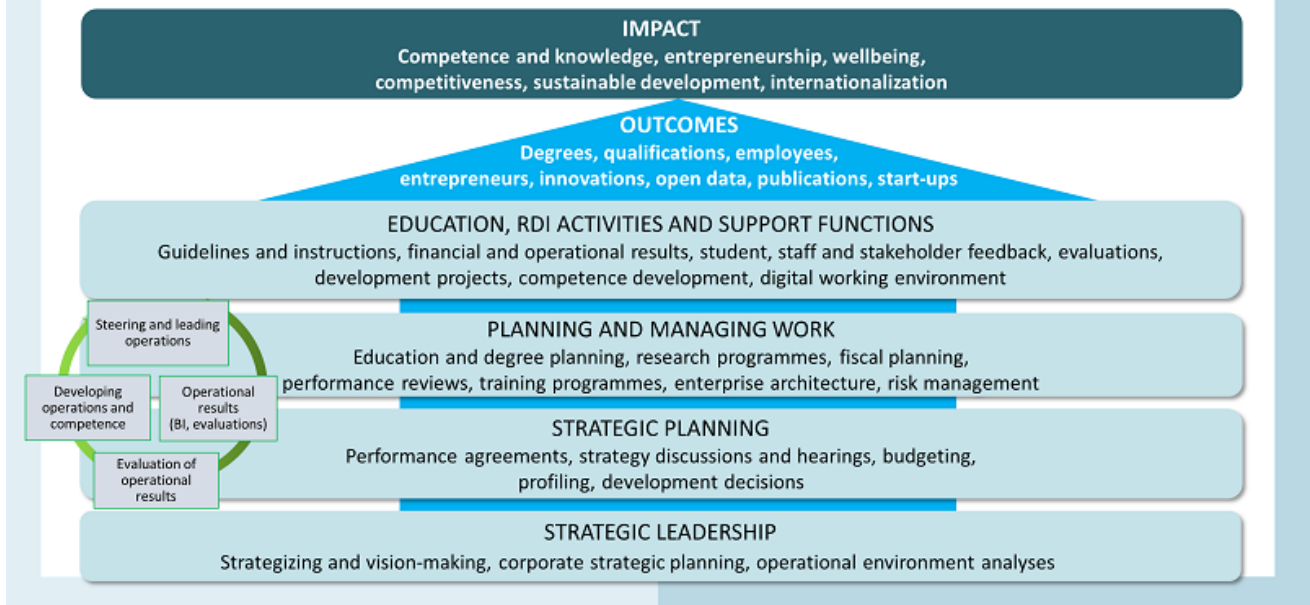 IMPACT
Competence and knowledge, entrepreneurship, wellbeing,
competitiveness, sustainable development, internationalization
OUTCOMES
Degrees, qualifications, employees,
entrepreneurs, innovations, open data, publications, start-ups
EDUCATION, RDI ACTIVITIES AND SUPPORT FUNCTIONS
Guidelines and instructions, financial and operational results, student, staff and stakeholder feedback, evaluations,
development projects, competence development, digital working environment
Steering and leading
operations
PLANNING AND MANAGING WORK
Education and degree planning, research programmes, fiscal planning,
performance reviews, training programmes, enterprise architecture, risk management
Developing
operations and
competence
Operational
results
(BI, evaluations)
Evaluation of
operational
results
STRATEGIC PLANNING
Performance agreements, strategy discussions and hearings, budgeting,
profiling, development decisions
STRATEGIC LEADERSHIP
Strategizing and vision-making, corporate strategic planning, operational environment analyses